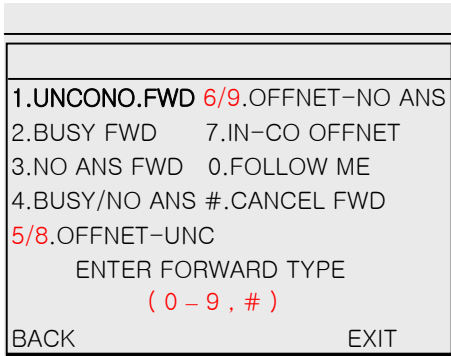 1.UNCONO.FWD 6/9.OFFNET-NO ANS
2.BUSY FWD 7.IN-CO OFFNET
3.NO ANS FWD 0.FOLLOW ME
4.BUSY/NO ANS #.CANCEL FWD
5/8.OFFNET-UNC
ENTER FORWARD TYPE
( 0 – 9 , # )
BACK EXIT